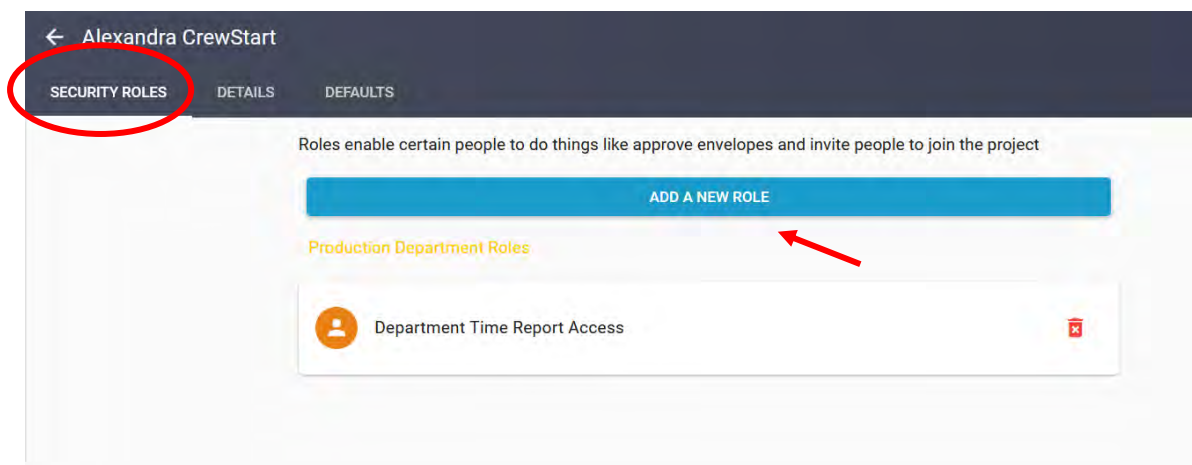 Alexandra CrewStart
SECURITY ROLES DETAILS DEFAULTS
Roles enable certain people to do things like approve envelopes and invite people to join the project
ADD A NEW ROLE
Production Department Roles
Department Time Report Access